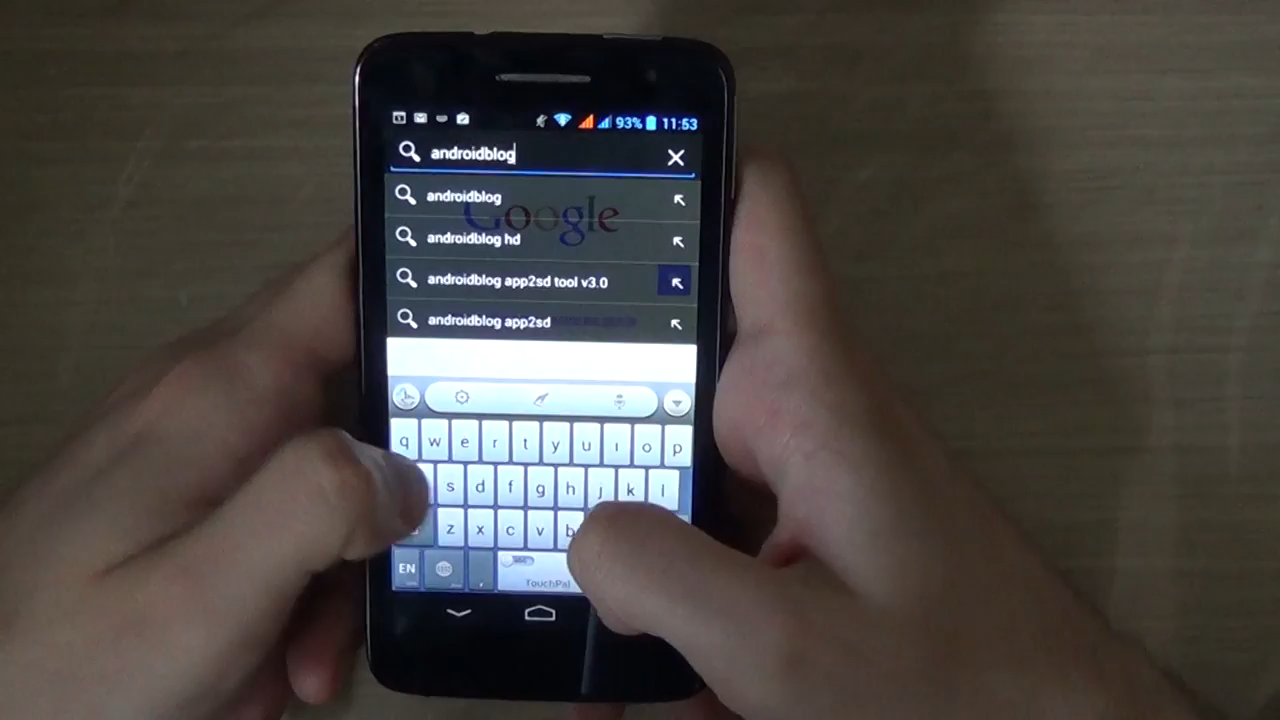 93% 11:53
androidblog
androidblog
Google
androidblog hd
androidblog app2sd tool v3.0
androidblog app2sd
q w e r t y u i o p
s d f g h j k l
z x c v b
EN ,
TouchPal